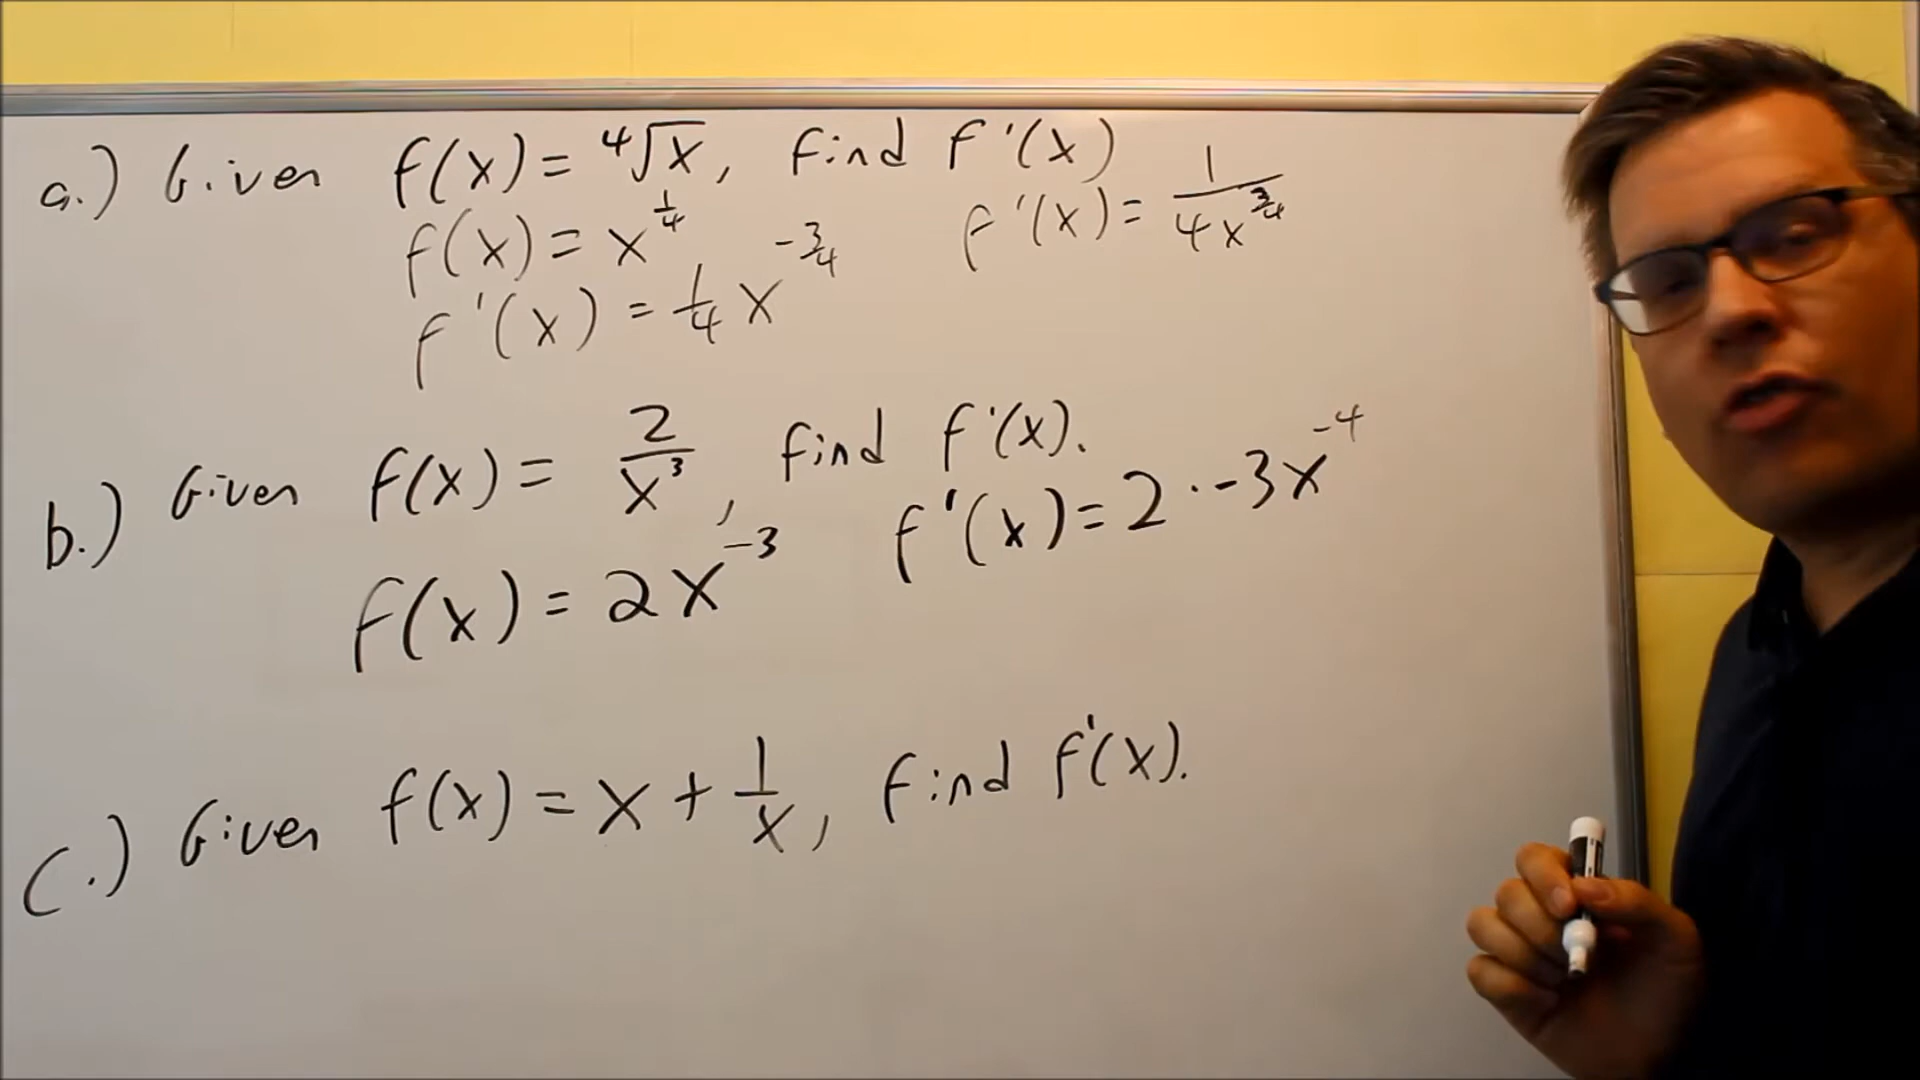 a.) Given f(x) = ⁴√x, find f'(x)
f(x) = x^(1/4)
f'(x) = 1/4 x^(-3/4)
f'(x) = 1/(4x^(3/4))
b.) Given f(x) = 2/x³, find f'(x).
f(x) = 2x^(-3)
f'(x) = 2 · -3x^(-4)
c.) Given f(x) = x + 1/x, find f'(x).